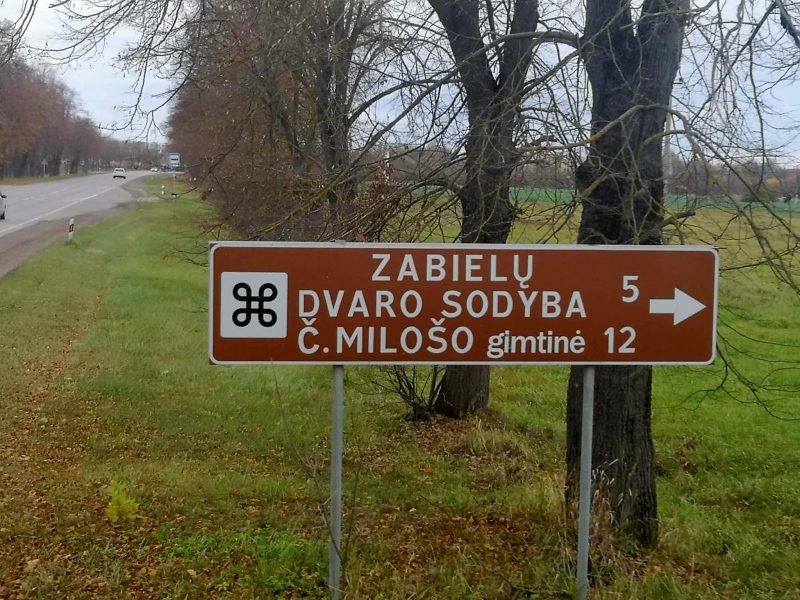 ZABIELŲ
DVARO SODYBA 5
Č.MILOŠO gimtinė 12